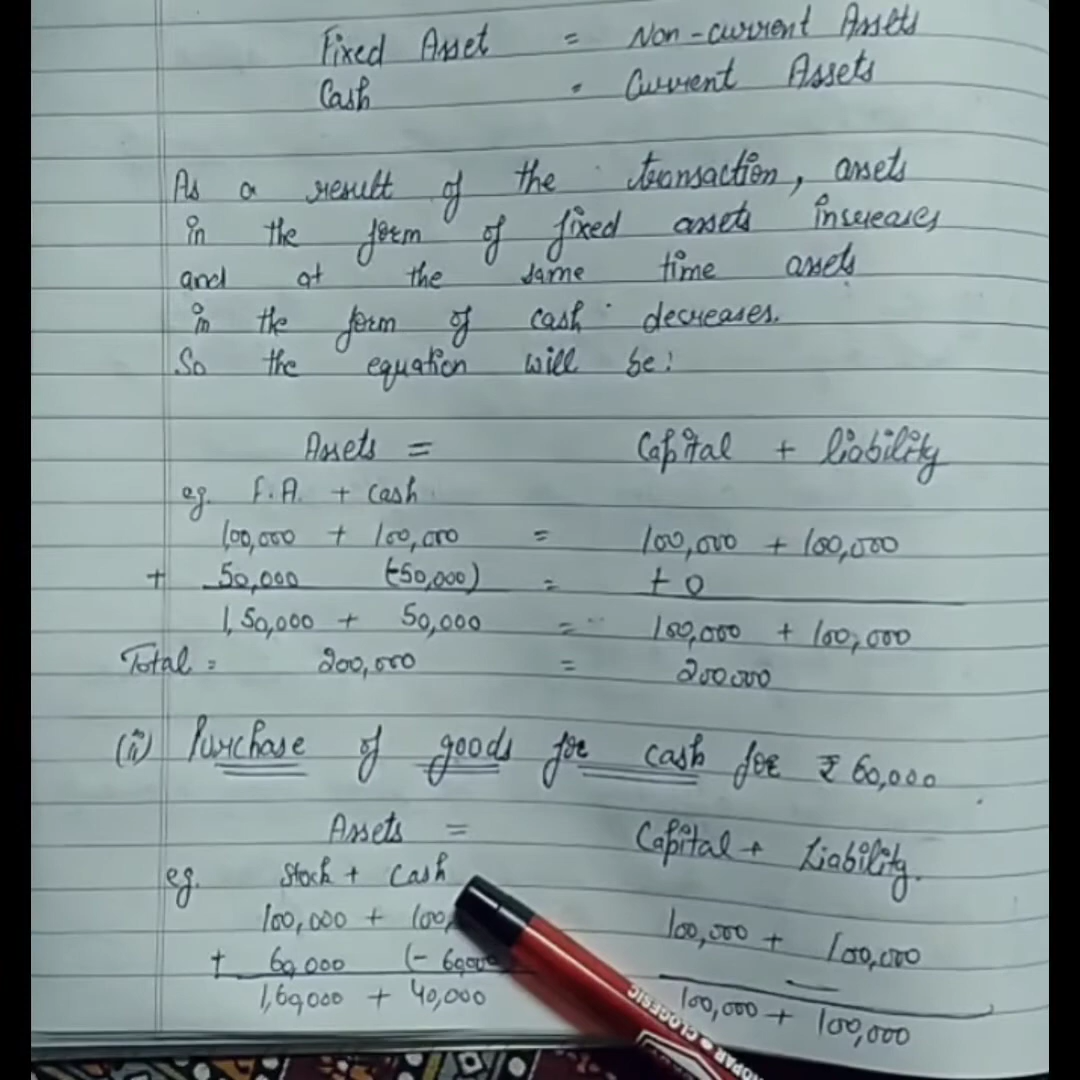 Fixed Asset = Non-current Assets
Cash = Current Assets
As a result of the transaction, assets
in the form of fixed assets increases
and at the same time assets
in the form of cash decreases.
So the equation will be:
Assets = Capital + liability
eg. F.A. + cash
100,000 + 100,000 = 100,000 + 100,000
+ 50,000 (-50,000) = + 0
1,50,000 + 50,000 = 100,000 + 100,000
Total = 200,000 = 200000
(ii) Purchase of goods for cash for ₹ 60,000
Assets = Capital + Liability.
eg. Stock + cash
100,000 + 100, 100,000 + 100,000
+ 60,000 (- 60,000 —
1,60,000 + 40,000 100,000 + 100,000
CLOGESIC